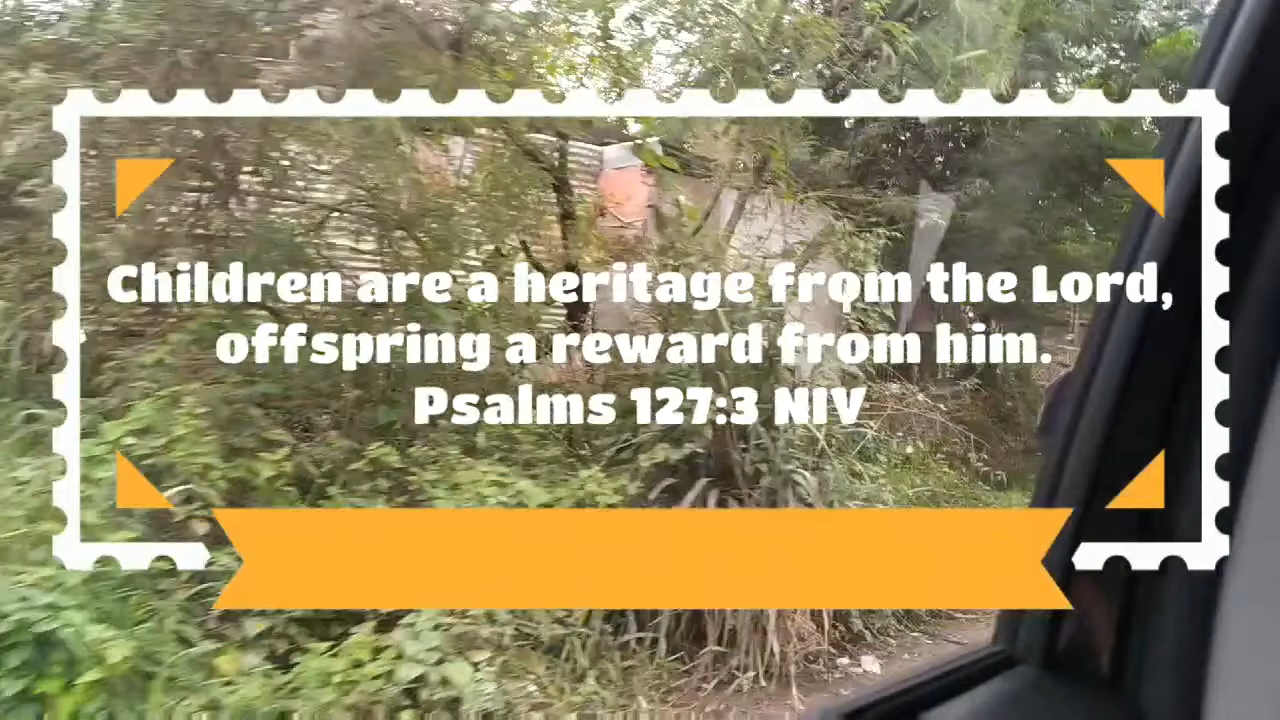 Children are a heritage from the Lord,
offspring a reward from him.
Psalms 127:3 NIV